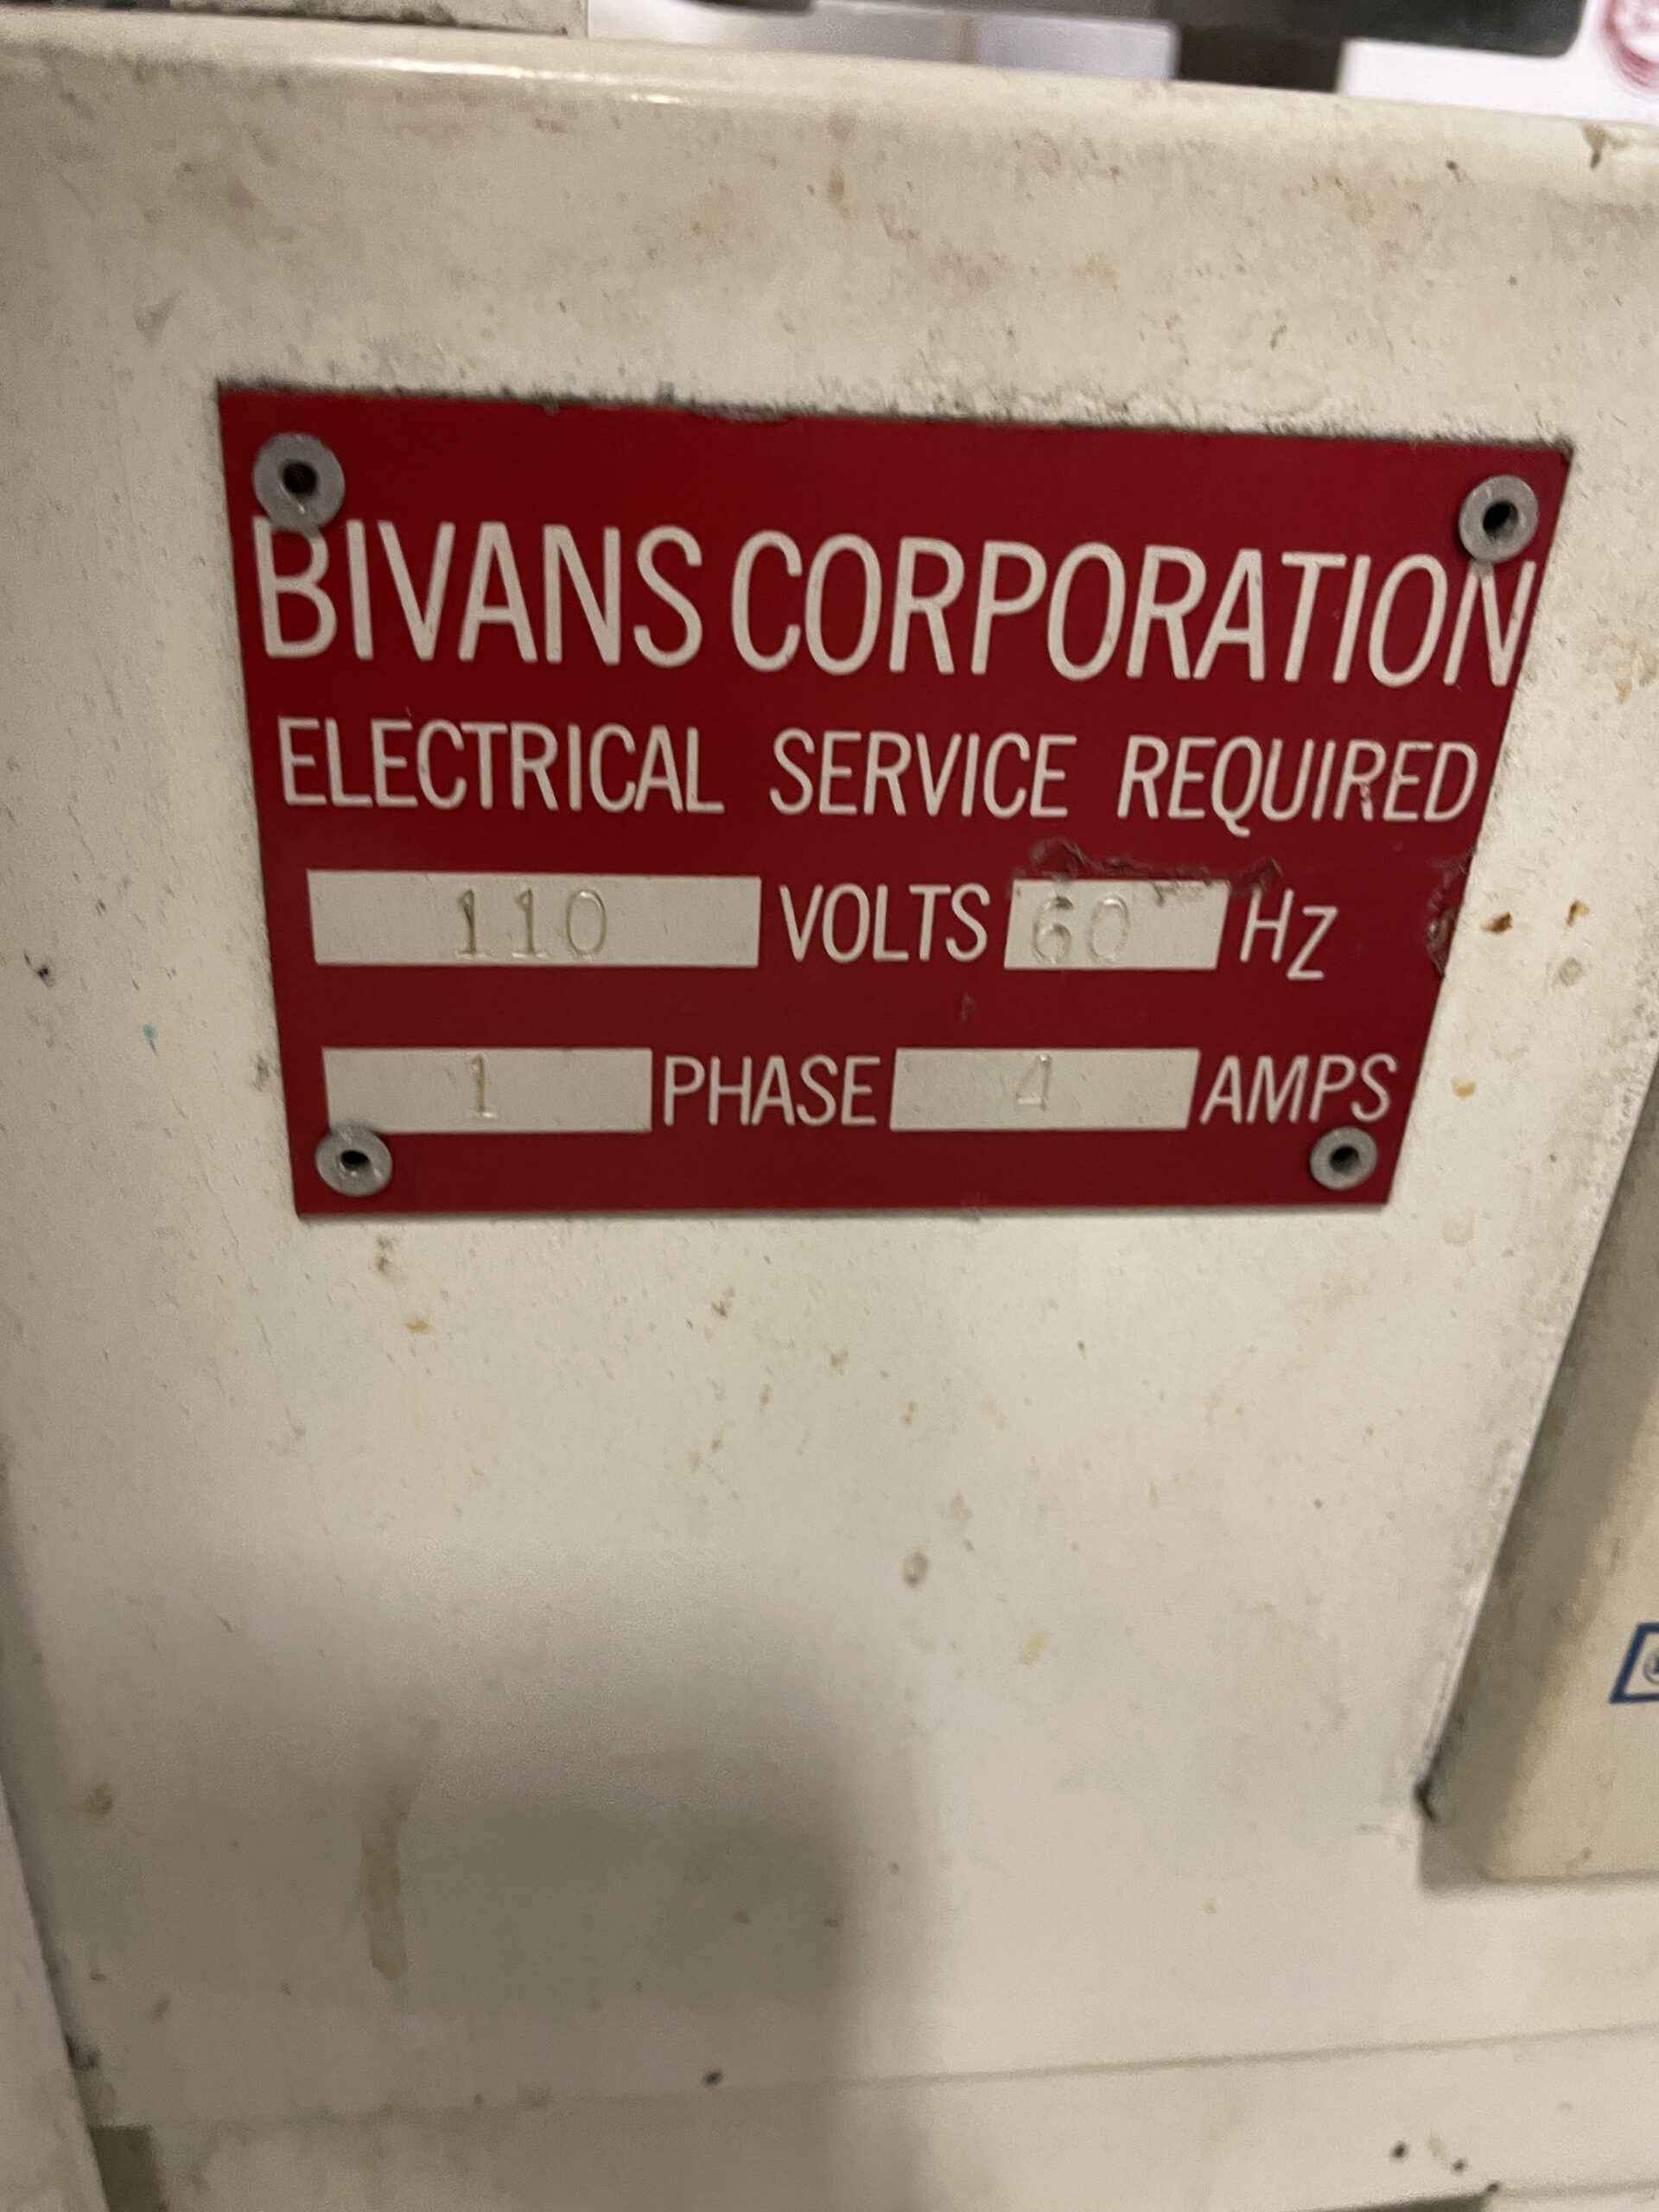 BIVANS CORPORATION
ELECTRICAL SERVICE REQUIRED
110 VOLTS 60 HZ
1 PHASE 4 AMPS